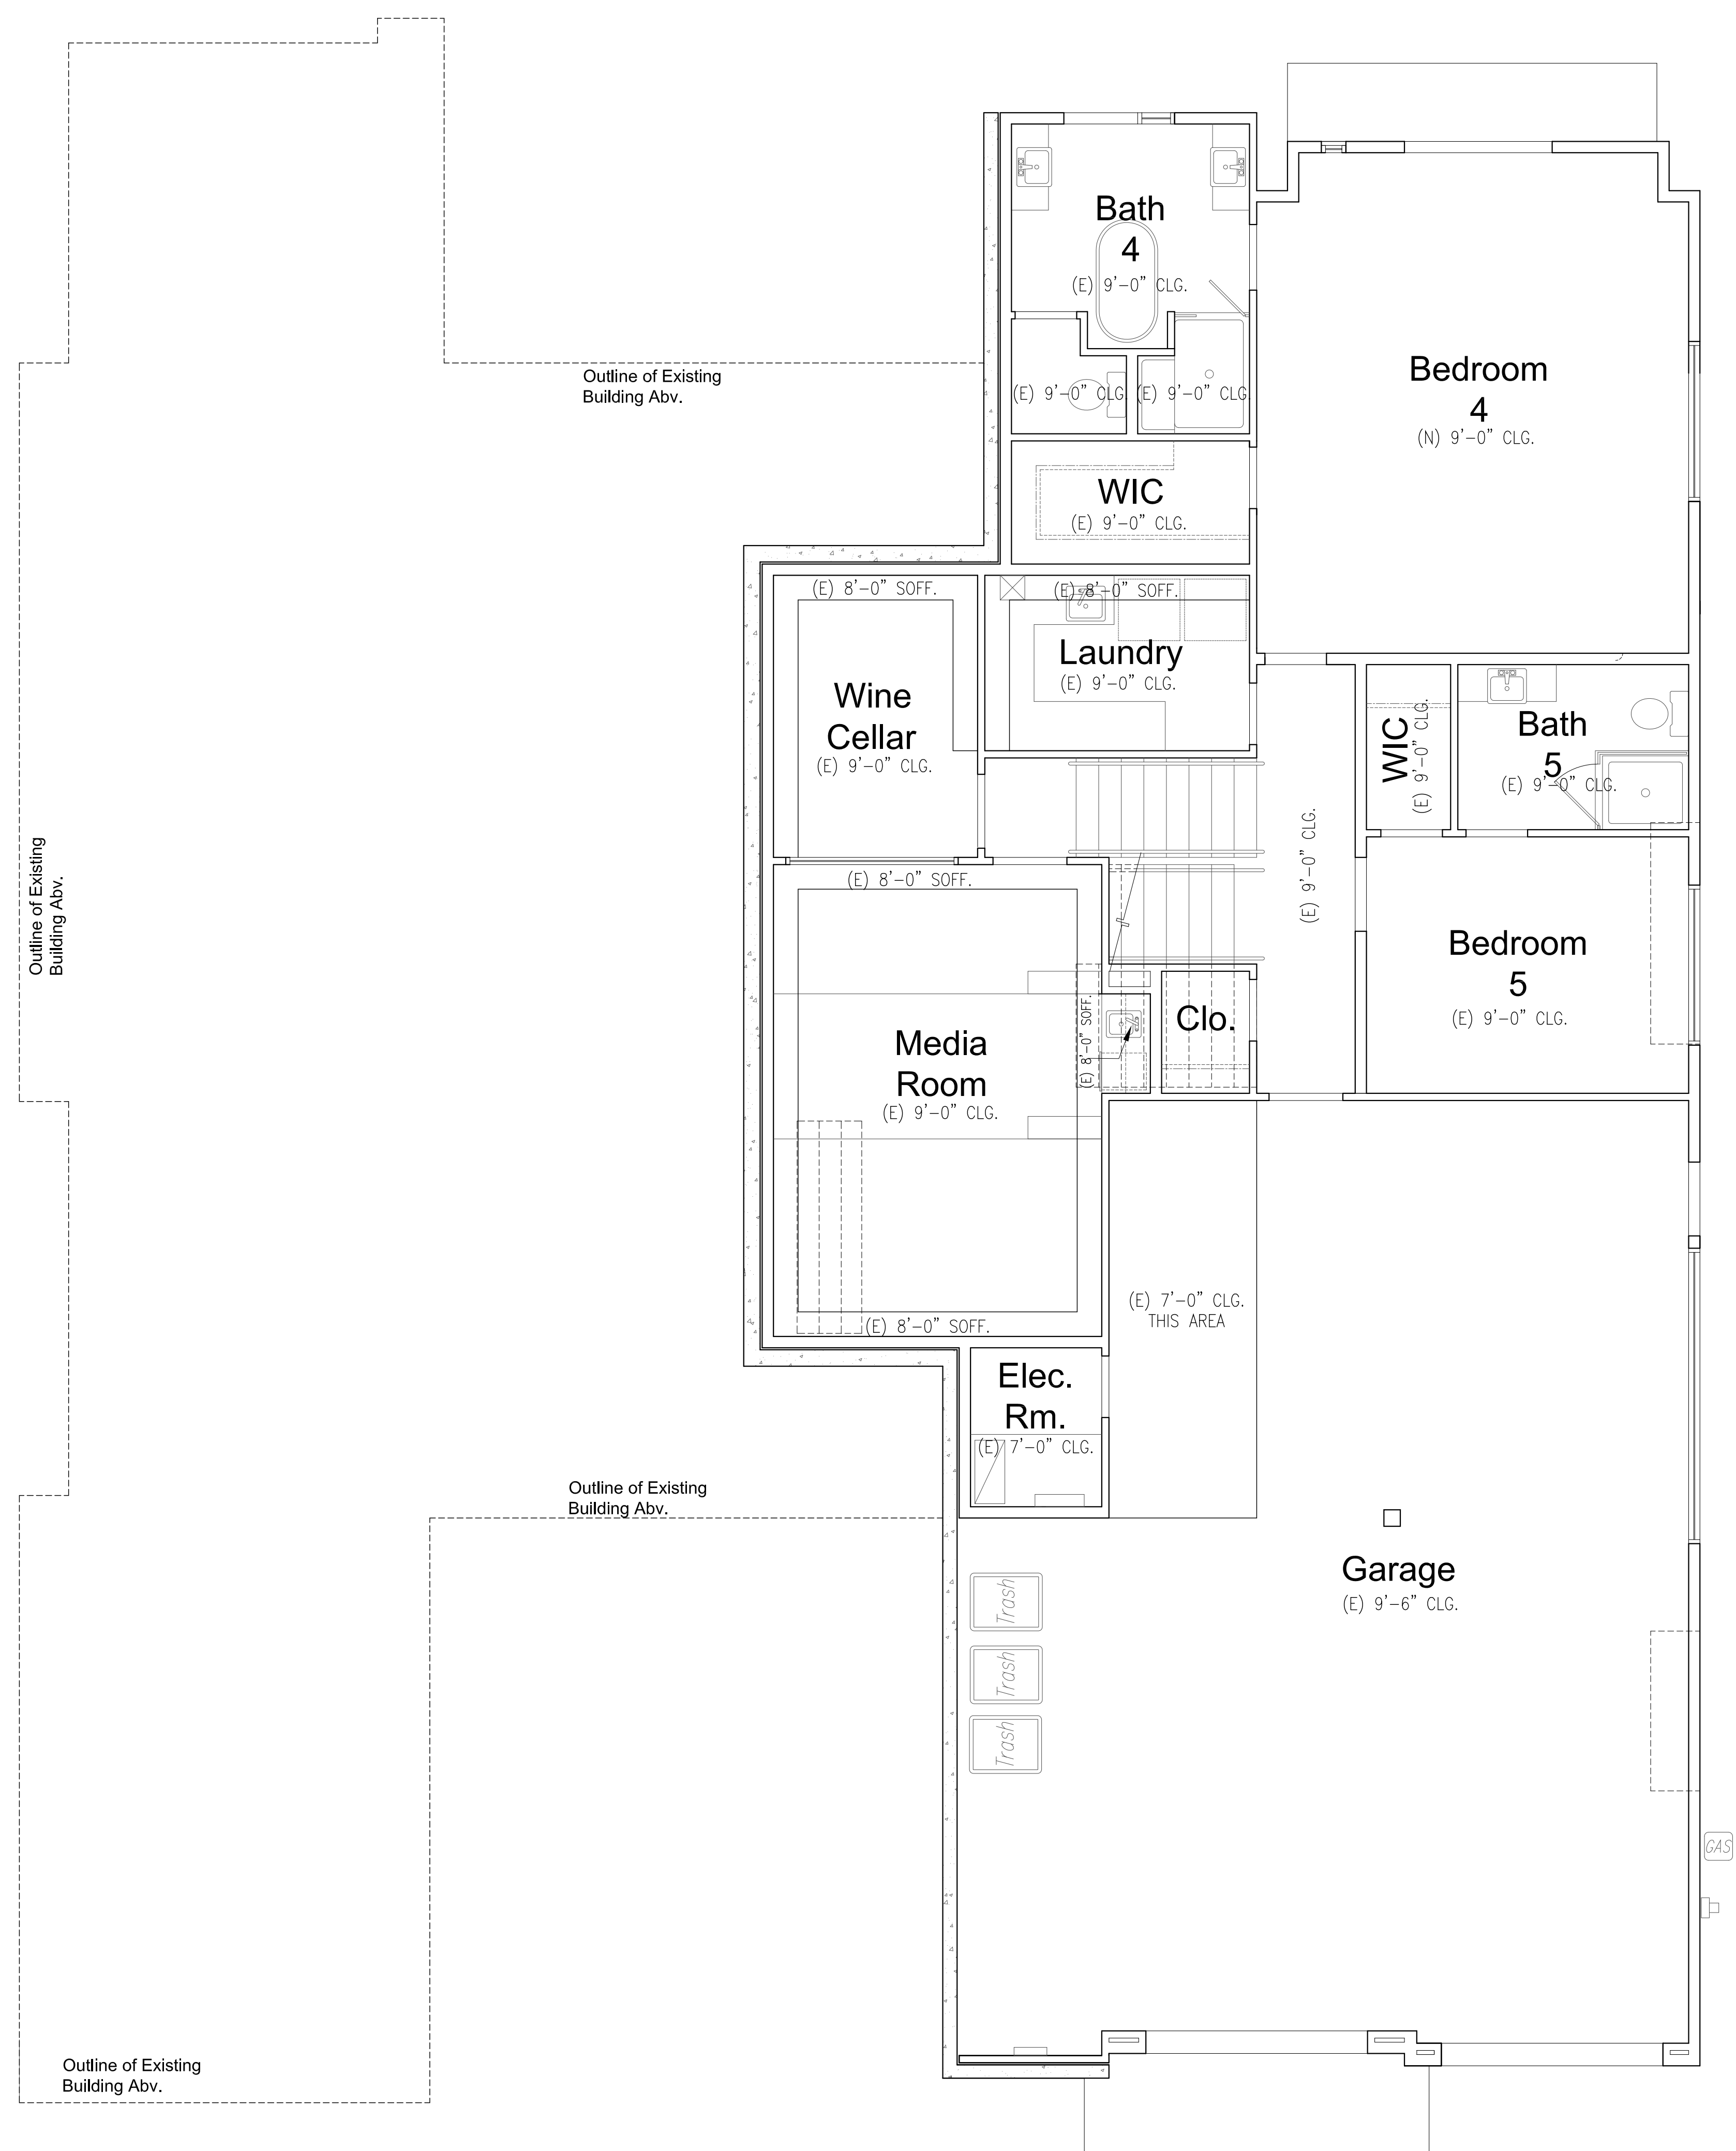 Bath
4
(E) 9'-0" CLG.
Outline of Existing
Building Abv.
(E) 9'-0" CLG.
(E) 9'-0" CLG.
Bedroom
4
(N) 9'-0" CLG.
WIC
(E) 9'-0" CLG.
(E) 8'-0" SOFF.
(E) 8'-0" SOFF.
Laundry
(E) 9'-0" CLG.
Wine
Cellar
(E) 9'-0" CLG.
WIC
(E) 9'-0" CLG.
Bath
5
(E) 9'-0" CLG.
(E) 9'-0" CLG.
Outline of Existing
Building Abv.
(E) 8'-0" SOFF.
Bedroom
5
(E) 9'-0" CLG.
Media
Room
(E) 9'-0" CLG.
(E) 8'-0" SOFF.
Clo.
(E) 7'-0" CLG.
THIS AREA
(E) 8'-0" SOFF.
Elec.
Rm.
(E) 7'-0" CLG.
Outline of Existing
Building Abv.
Garage
(E) 9'-6" CLG.
Trash
Trash
Trash
GAS
Outline of Existing
Building Abv.